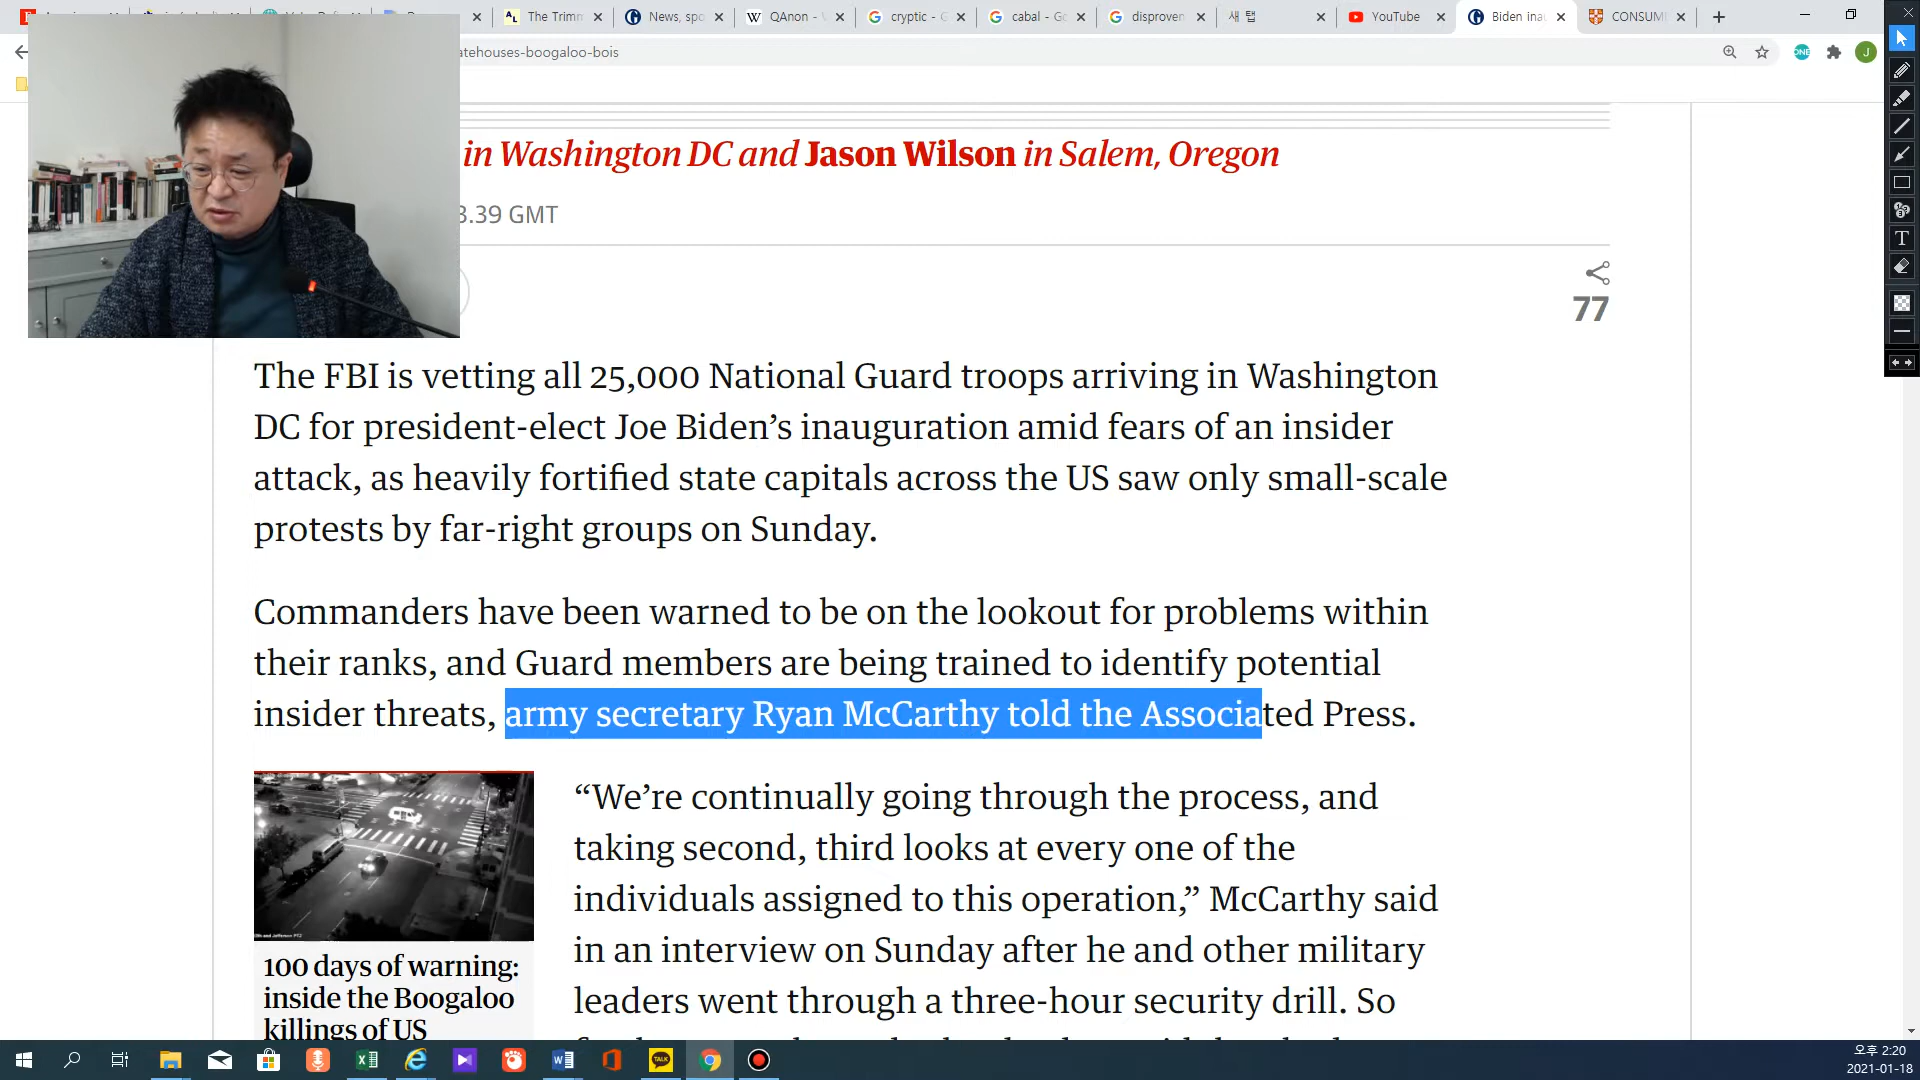 The Trimm
News, spo
QAnon -
cryptic - G
cabal - Go
disproven
새 탭
YouTube
Biden ina
CONSUM
atehouses-boogaloo-bois
J
in Washington DC and Jason Wilson in Salem, Oregon
3.39 GMT
77
The FBI is vetting all 25,000 National Guard troops arriving in Washington
DC for president-elect Joe Biden’s inauguration amid fears of an insider
attack, as heavily fortified state capitals across the US saw only small-scale
protests by far-right groups on Sunday.
Commanders have been warned to be on the lookout for problems within
their ranks, and Guard members are being trained to identify potential
insider threats, army secretary Ryan McCarthy told the Associated Press.
“We’re continually going through the process, and
taking second, third looks at every one of the
individuals assigned to this operation,” McCarthy said
in an interview on Sunday after he and other military
leaders went through a three-hour security drill. So
100 days of warning:
inside the Boogaloo
killings of US
TALK
오후 2:20
2021-01-18